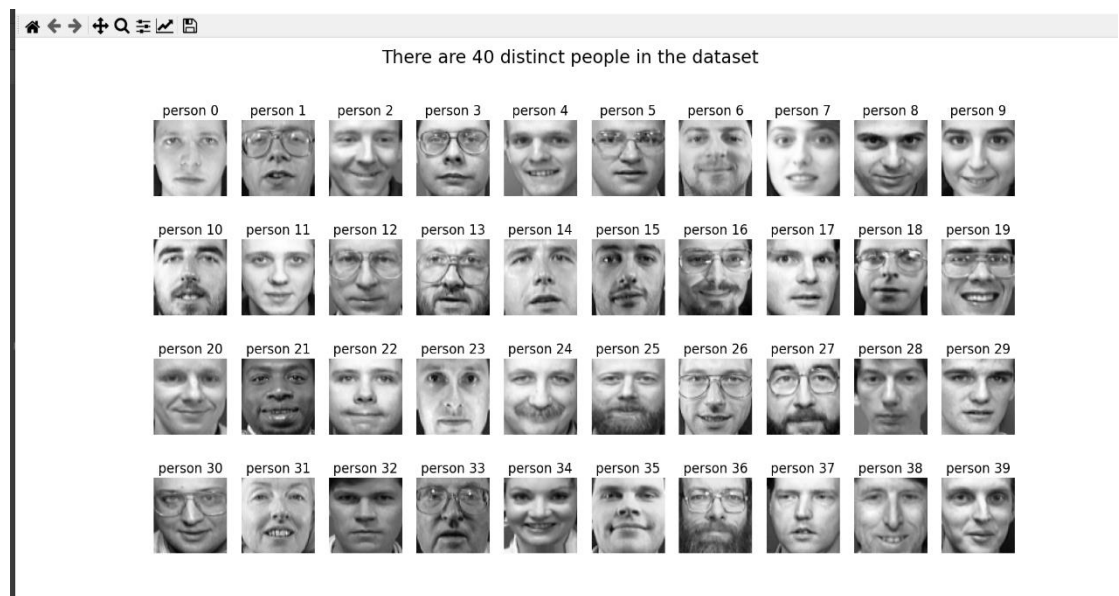 There are 40 distinct people in the dataset
person 0 person 1 person 2 person 3 person 4 person 5 person 6 person 7 person 8 person 9
person 10 person 11 person 12 person 13 person 14 person 15 person 16 person 17 person 18 person 19
person 20 person 21 person 22 person 23 person 24 person 25 person 26 person 27 person 28 person 29
person 30 person 31 person 32 person 33 person 34 person 35 person 36 person 37 person 38 person 39